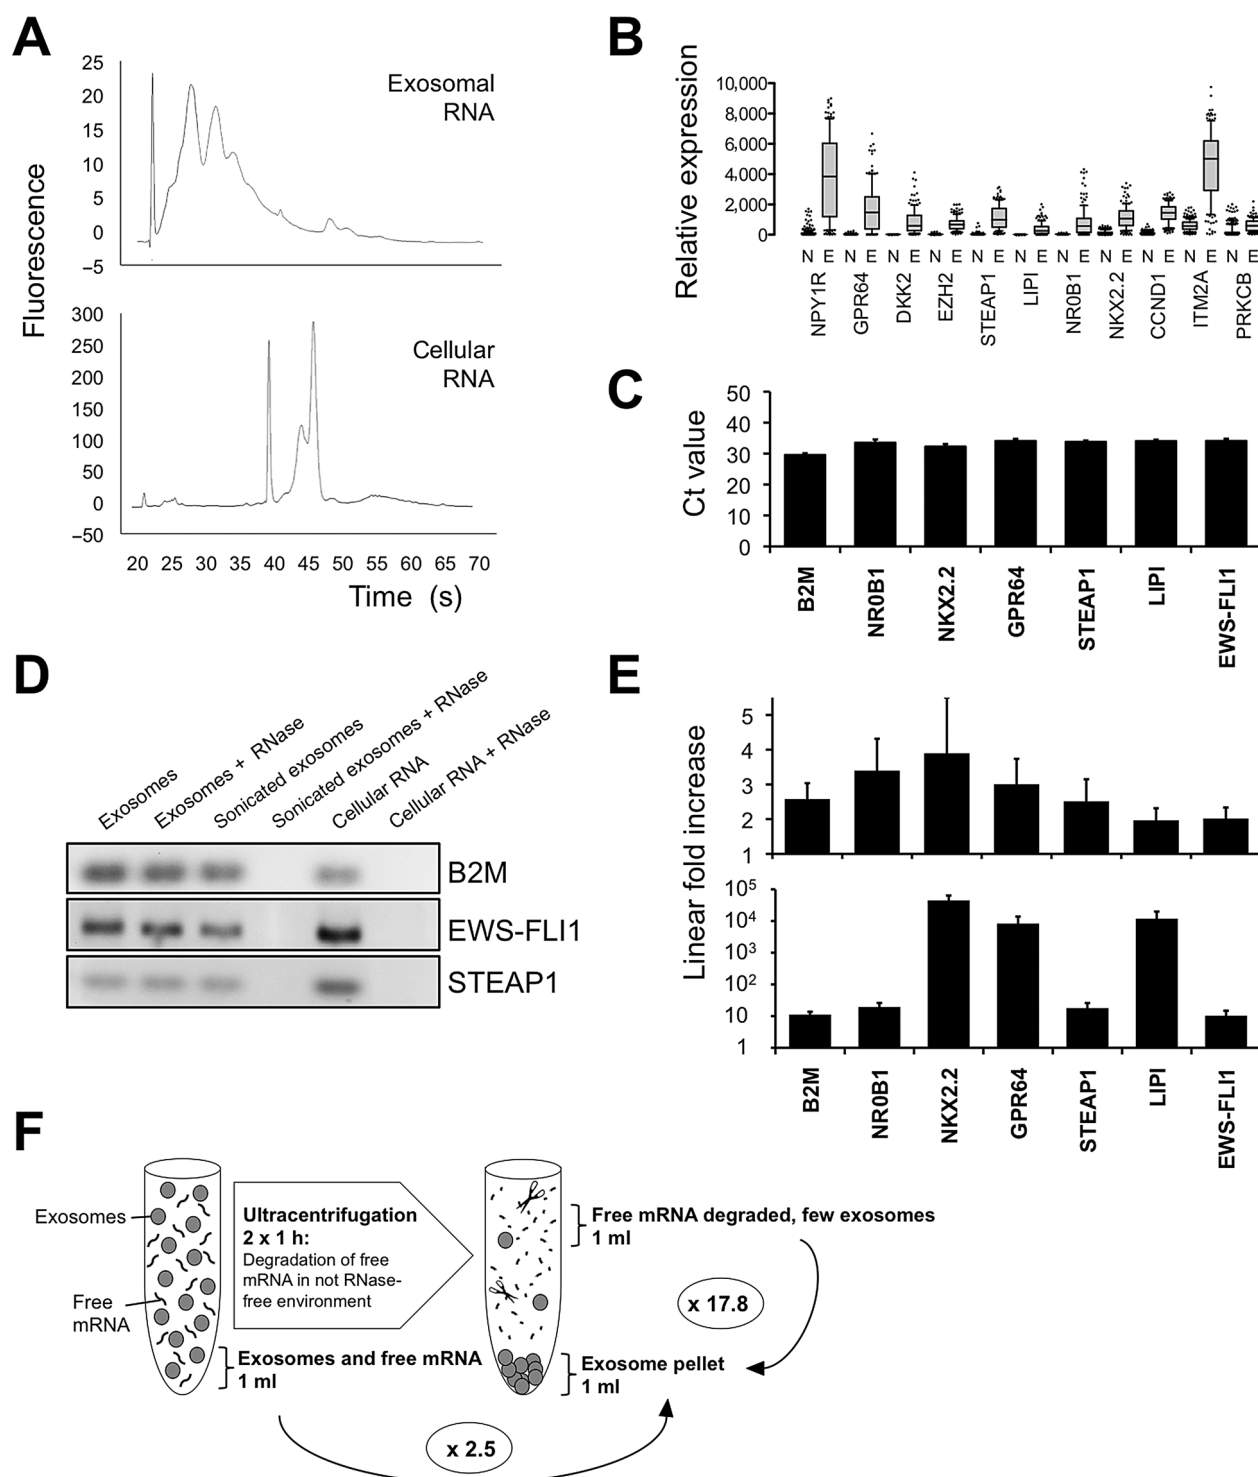 A
Fluorescence
25
20
15
10
5
0
−5
Exosomal
RNA
300
250
200
150
100
50
0
−50
Cellular
RNA
20 25 30 35 40 45 50 55 60 65 70
Time (s)
B
Relative expression
10,000
8,000
6,000
4,000
2,000
0
N E N E N E N E N E N E N E N E N E N E N E
NPY1R
GPR64
DKK2
EZH2
STEAP1
LIPI
NR0B1
NKX2.2
CCND1
ITM2A
PRKCB
C
Ct value
50
40
30
20
10
0
B2M
NR0B1
NKX2.2
GPR64
STEAP1
LIPI
EWS-FLI1
D
Exosomes
Exosomes + RNase
Sonicated exosomes
Sonicated exosomes + RNase
Cellular RNA
Cellular RNA + RNase
B2M
EWS-FLI1
STEAP1
E
Linear fold increase
5
4
3
2
1
10⁵
10⁴
10³
10²
10
1
B2M
NR0B1
NKX2.2
GPR64
STEAP1
LIPI
EWS-FLI1
F
Exosomes
Free
mRNA
Ultracentrifugation
2 x 1 h:
Degradation of free
mRNA in not RNase-
free environment
Exosomes and free mRNA
1 ml
Free mRNA degraded, few exosomes
1 ml
x 17.8
Exosome pellet
1 ml
x 2.5